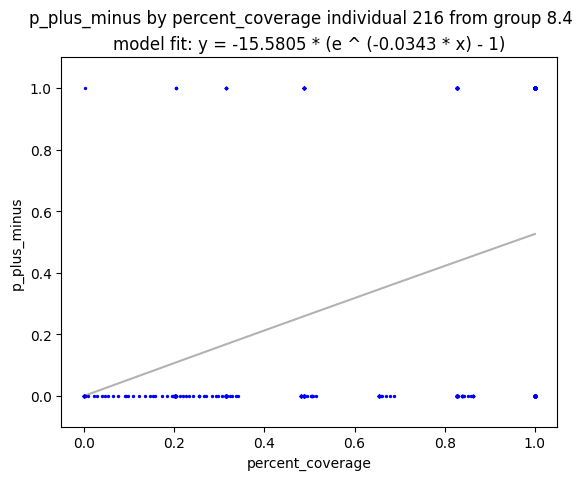 p_plus_minus by percent_coverage individual 216 from group 8.4
model fit: y = -15.5805 * (e ^ (-0.0343 * x) - 1)
1.0
0.8
0.6
0.4
0.2
0.0
p_plus_minus
0.0 0.2 0.4 0.6 0.8 1.0
percent_coverage